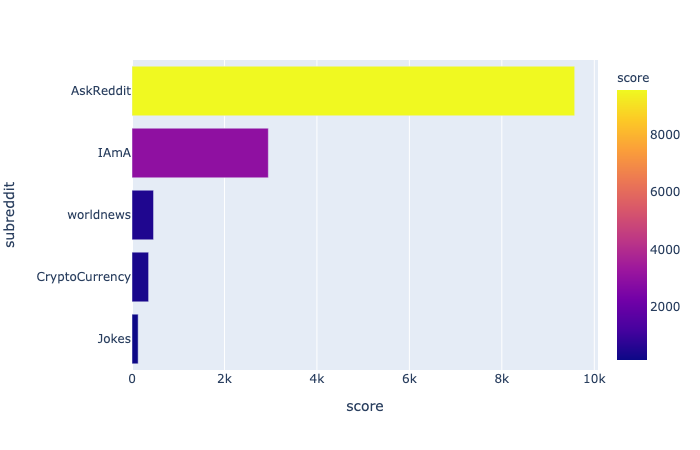 score
AskReddit
8000
IAmA
6000
worldnews
4000
CryptoCurrency
2000
Jokes
0 2k 4k 6k 8k 10k
score
subreddit